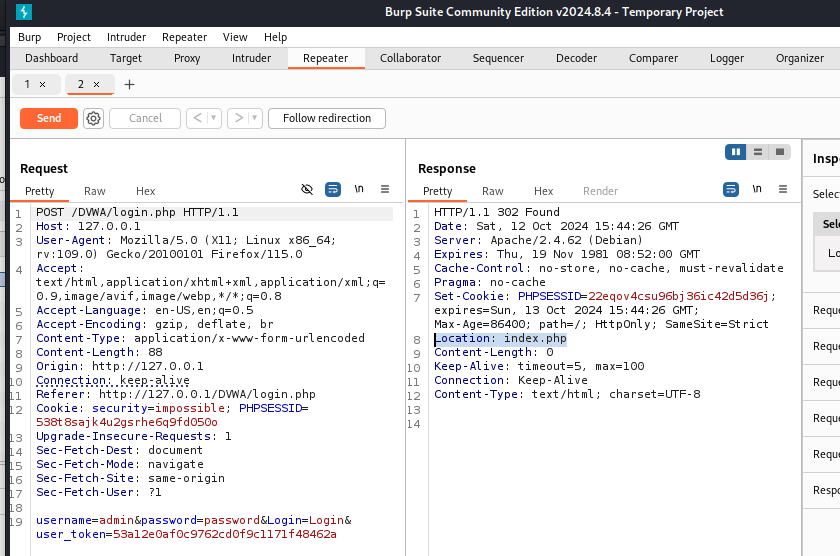 Burp Suite Community Edition v2024.8.4 - Temporary Project
Burp Project Intruder Repeater View Help
Dashboard Target Proxy Intruder Repeater Collaborator Sequencer Decoder Comparer Logger Organizer
1 × 2 × +
Send Cancel < > Follow redirection
Request
Pretty Raw Hex \n
1 POST /DVWA/login.php HTTP/1.1
2 Host: 127.0.0.1
3 User-Agent: Mozilla/5.0 (X11; Linux x86_64;
rv:109.0) Gecko/20100101 Firefox/115.0
4 Accept:
text/html,application/xhtml+xml,application/xml;q=
0.9,image/avif,image/webp,*/*;q=0.8
5 Accept-Language: en-US,en;q=0.5
6 Accept-Encoding: gzip, deflate, br
7 Content-Type: application/x-www-form-urlencoded
8 Content-Length: 88
9 Origin: http://127.0.0.1
10 Connection: keep-alive
11 Referer: http://127.0.0.1/DVWA/login.php
12 Cookie: security=impossible; PHPSESSID=
538t8sajk4u2gsrhe6q9fd050o
13 Upgrade-Insecure-Requests: 1
14 Sec-Fetch-Dest: document
15 Sec-Fetch-Mode: navigate
16 Sec-Fetch-Site: same-origin
17 Sec-Fetch-User: ?1
18
19 username=admin&password=password&Login=Login&
user_token=53a12e0af0c9762cd0f9c1171f48462a
Response
Pretty Raw Hex Render \n
1 HTTP/1.1 302 Found
2 Date: Sat, 12 Oct 2024 15:44:26 GMT
3 Server: Apache/2.4.62 (Debian)
4 Expires: Thu, 19 Nov 1981 08:52:00 GMT
5 Cache-Control: no-store, no-cache, must-revalidate
6 Pragma: no-cache
7 Set-Cookie: PHPSESSID=22eqov4csu96bj36ic42d5d36j;
expires=Sun, 13 Oct 2024 15:44:26 GMT;
Max-Age=86400; path=/; HttpOnly; SameSite=Strict
8 Location: index.php
9 Content-Length: 0
10 Keep-Alive: timeout=5, max=100
11 Connection: Keep-Alive
12 Content-Type: text/html; charset=UTF-8
13
14
Insp
Select
Sel
Lo
Reque
Reque
Reque
Reque
Reque
Respo